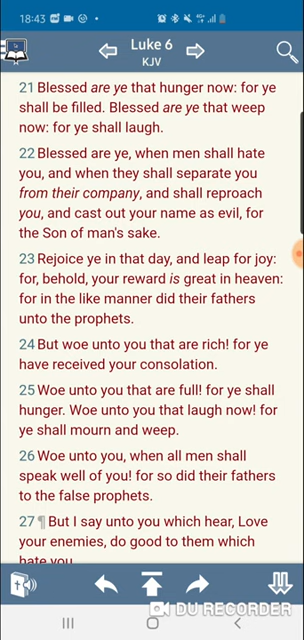 18:43
Luke 6
KJV
21 Blessed are ye that hunger now: for ye
shall be filled. Blessed are ye that weep
now: for ye shall laugh.
22 Blessed are ye, when men shall hate
you, and when they shall separate you
from their company, and shall reproach
you, and cast out your name as evil, for
the Son of man's sake.
23 Rejoice ye in that day, and leap for joy:
for, behold, your reward is great in heaven:
for in the like manner did their fathers
unto the prophets.
24 But woe unto you that are rich! for ye
have received your consolation.
25 Woe unto you that are full! for ye shall
hunger. Woe unto you that laugh now! for
ye shall mourn and weep.
26 Woe unto you, when all men shall
speak well of you! for so did their fathers
to the false prophets.
27 ¶ But I say unto you which hear, Love
your enemies, do good to them which
hate you
DU RECORDER